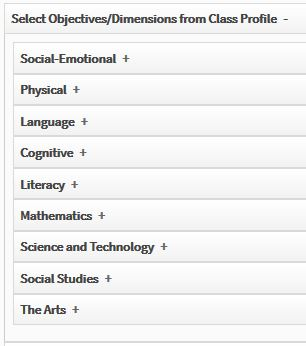 Select Objectives/Dimensions from Class Profile -
Social-Emotional +
Physical +
Language +
Cognitive +
Literacy +
Mathematics +
Science and Technology +
Social Studies +
The Arts +